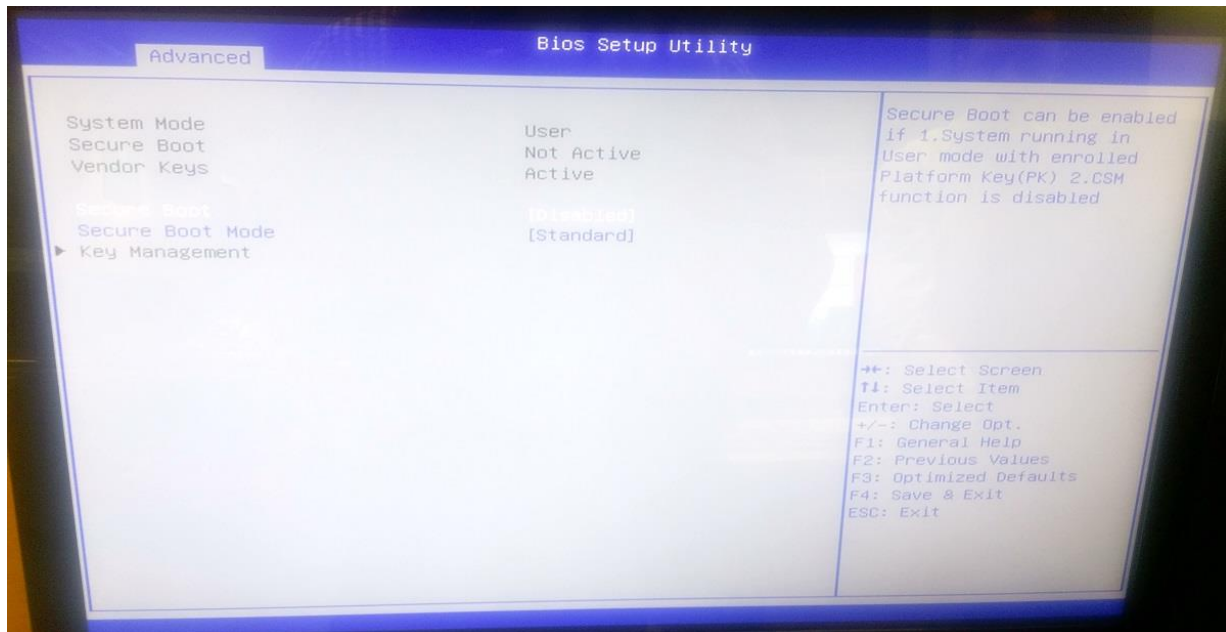 Bios Setup Utility
Advanced
System Mode User
Secure Boot Not Active
Vendor Keys Active
Secure Boot [Disabled]
Secure Boot Mode [Standard]
▶ Key Management
Secure Boot can be enabled
if 1.System running in
User mode with enrolled
Platform Key(PK) 2.CSM
function is disabled
→←: Select Screen
↑↓: Select Item
Enter: Select
+/-: Change Opt.
F1: General Help
F2: Previous Values
F3: Optimized Defaults
F4: Save & Exit
ESC: Exit